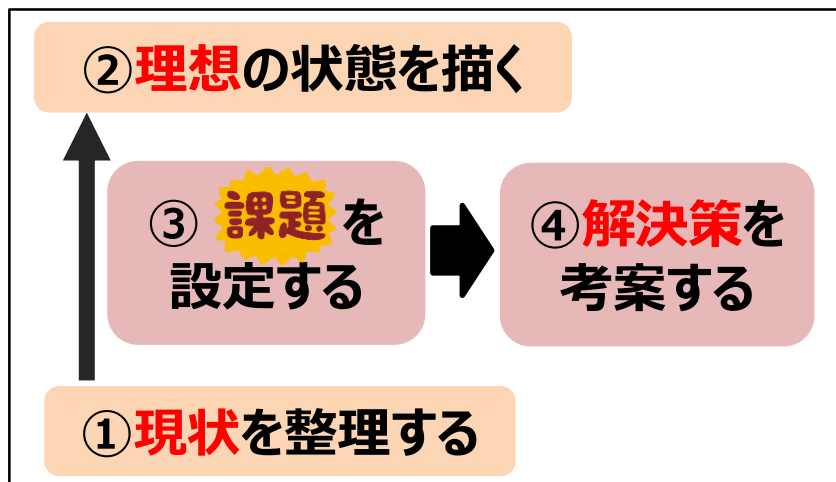 ②理想の状態を描く
③ 課題 を
設定する
④解決策を
考案する
①現状を整理する